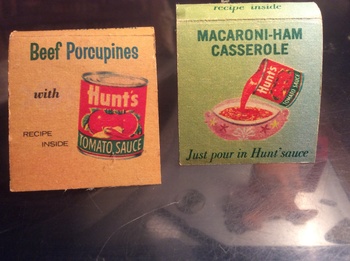 Beef Porcupines
with
Hunt's
RECIPE
INSIDE
TOMATO SAUCE
recipe inside
MACARONI-HAM
CASSEROLE
Hunt's
TOMATO SAUCE
Just pour in Hunt' sauce